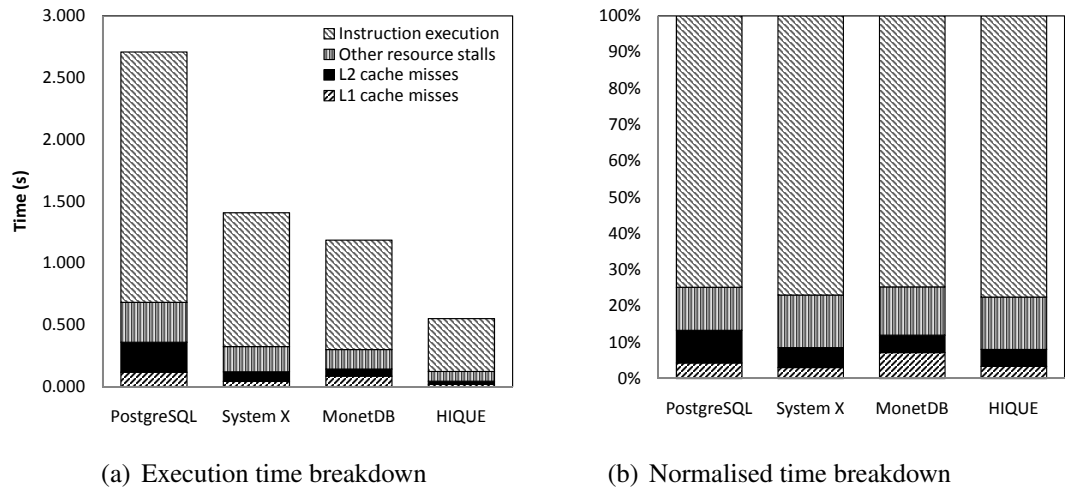 3.000
2.500
2.000
1.500
1.000
0.500
0.000
Time (s)
Instruction execution
Other resource stalls
L2 cache misses
L1 cache misses
PostgreSQL System X MonetDB HIQUE
(a) Execution time breakdown
100%
90%
80%
70%
60%
50%
40%
30%
20%
10%
0%
PostgreSQL System X MonetDB HIQUE
(b) Normalised time breakdown